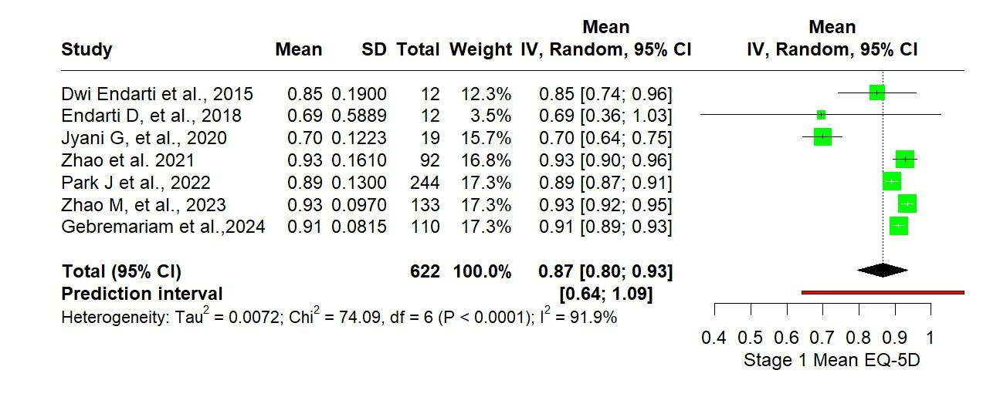 Mean Mean
Study Mean SD Total Weight IV, Random, 95% CI IV, Random, 95% CI
Dwi Endarti et al., 2015 0.85 0.1900 12 12.3% 0.85 [0.74; 0.96]
Endarti D, et al., 2018 0.69 0.5889 12 3.5% 0.69 [0.36; 1.03]
Jyani G, et al., 2020 0.70 0.1223 19 15.7% 0.70 [0.64; 0.75]
Zhao et al. 2021 0.93 0.1610 92 16.8% 0.93 [0.90; 0.96]
Park J et al., 2022 0.89 0.1300 244 17.3% 0.89 [0.87; 0.91]
Zhao M, et al., 2023 0.93 0.0970 133 17.3% 0.93 [0.92; 0.95]
Gebremariam et al.,2024 0.91 0.0815 110 17.3% 0.91 [0.89; 0.93]
Total (95% CI) 622 100.0% 0.87 [0.80; 0.93]
Prediction interval [0.64; 1.09]
Heterogeneity: Tau² = 0.0072; Chi² = 74.09, df = 6 (P < 0.0001); I² = 91.9%
0.4 0.5 0.6 0.7 0.8 0.9 1
Stage 1 Mean EQ-5D